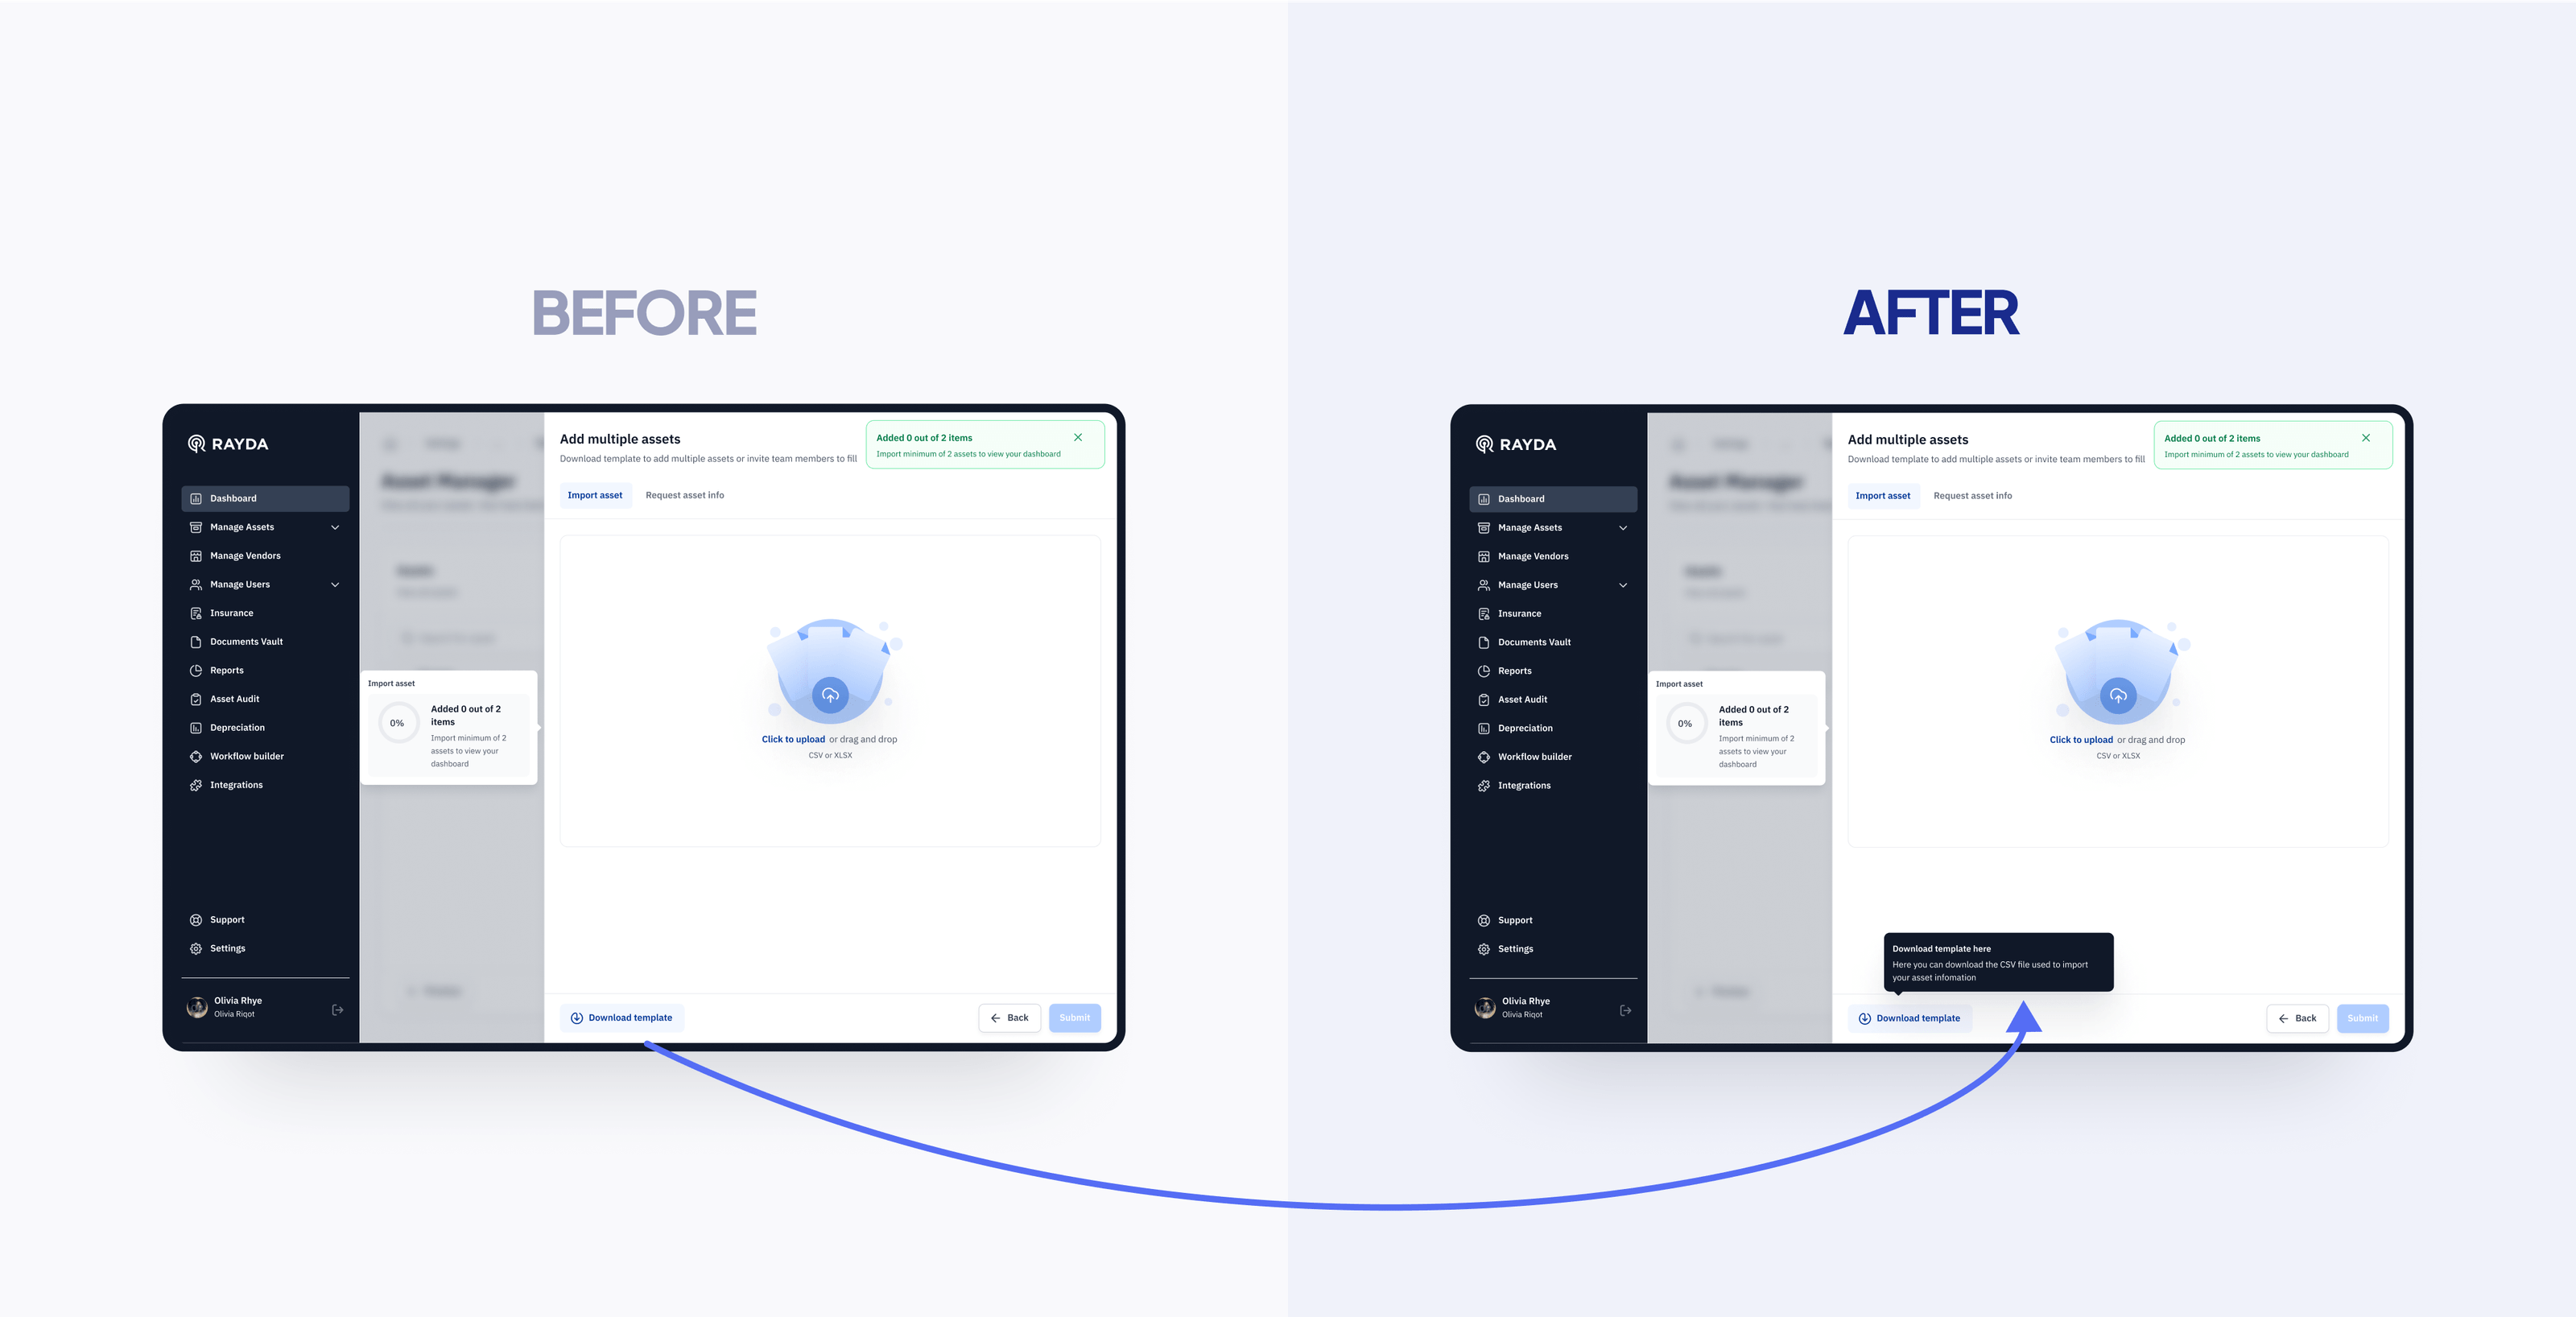 BEFORE
RAYDA
Dashboard
Manage Assets
Manage Vendors
Manage Users
Insurance
Documents Vault
Reports
Asset Audit
Depreciation
Workflow builder
Integrations
Support
Settings
Olivia Rhye
Olivia Riqot
Import asset
0%
Added 0 out of 2
items
Import minimum of 2
assets to view your
dashboard
Add multiple assets
Download template to add multiple assets or invite team members to fill
Added 0 out of 2 items
Import minimum of 2 assets to view your dashboard
Import asset
Request asset info
Click to upload or drag and drop
CSV or XLSX
Download template
Back
Submit
AFTER
RAYDA
Dashboard
Manage Assets
Manage Vendors
Manage Users
Insurance
Documents Vault
Reports
Asset Audit
Depreciation
Workflow builder
Integrations
Support
Settings
Olivia Rhye
Olivia Riqot
Import asset
0%
Added 0 out of 2
items
Import minimum of 2
assets to view your
dashboard
Add multiple assets
Download template to add multiple assets or invite team members to fill
Added 0 out of 2 items
Import minimum of 2 assets to view your dashboard
Import asset
Request asset info
Click to upload or drag and drop
CSV or XLSX
Download template here
Here you can download the CSV file used to import
your asset infomation
Download template
Back
Submit